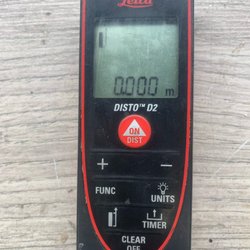 Leica
0.000 m
DISTO™ D2
ON
DIST
+ −
FUNC UNITS
TIMER
CLEAR
OFF